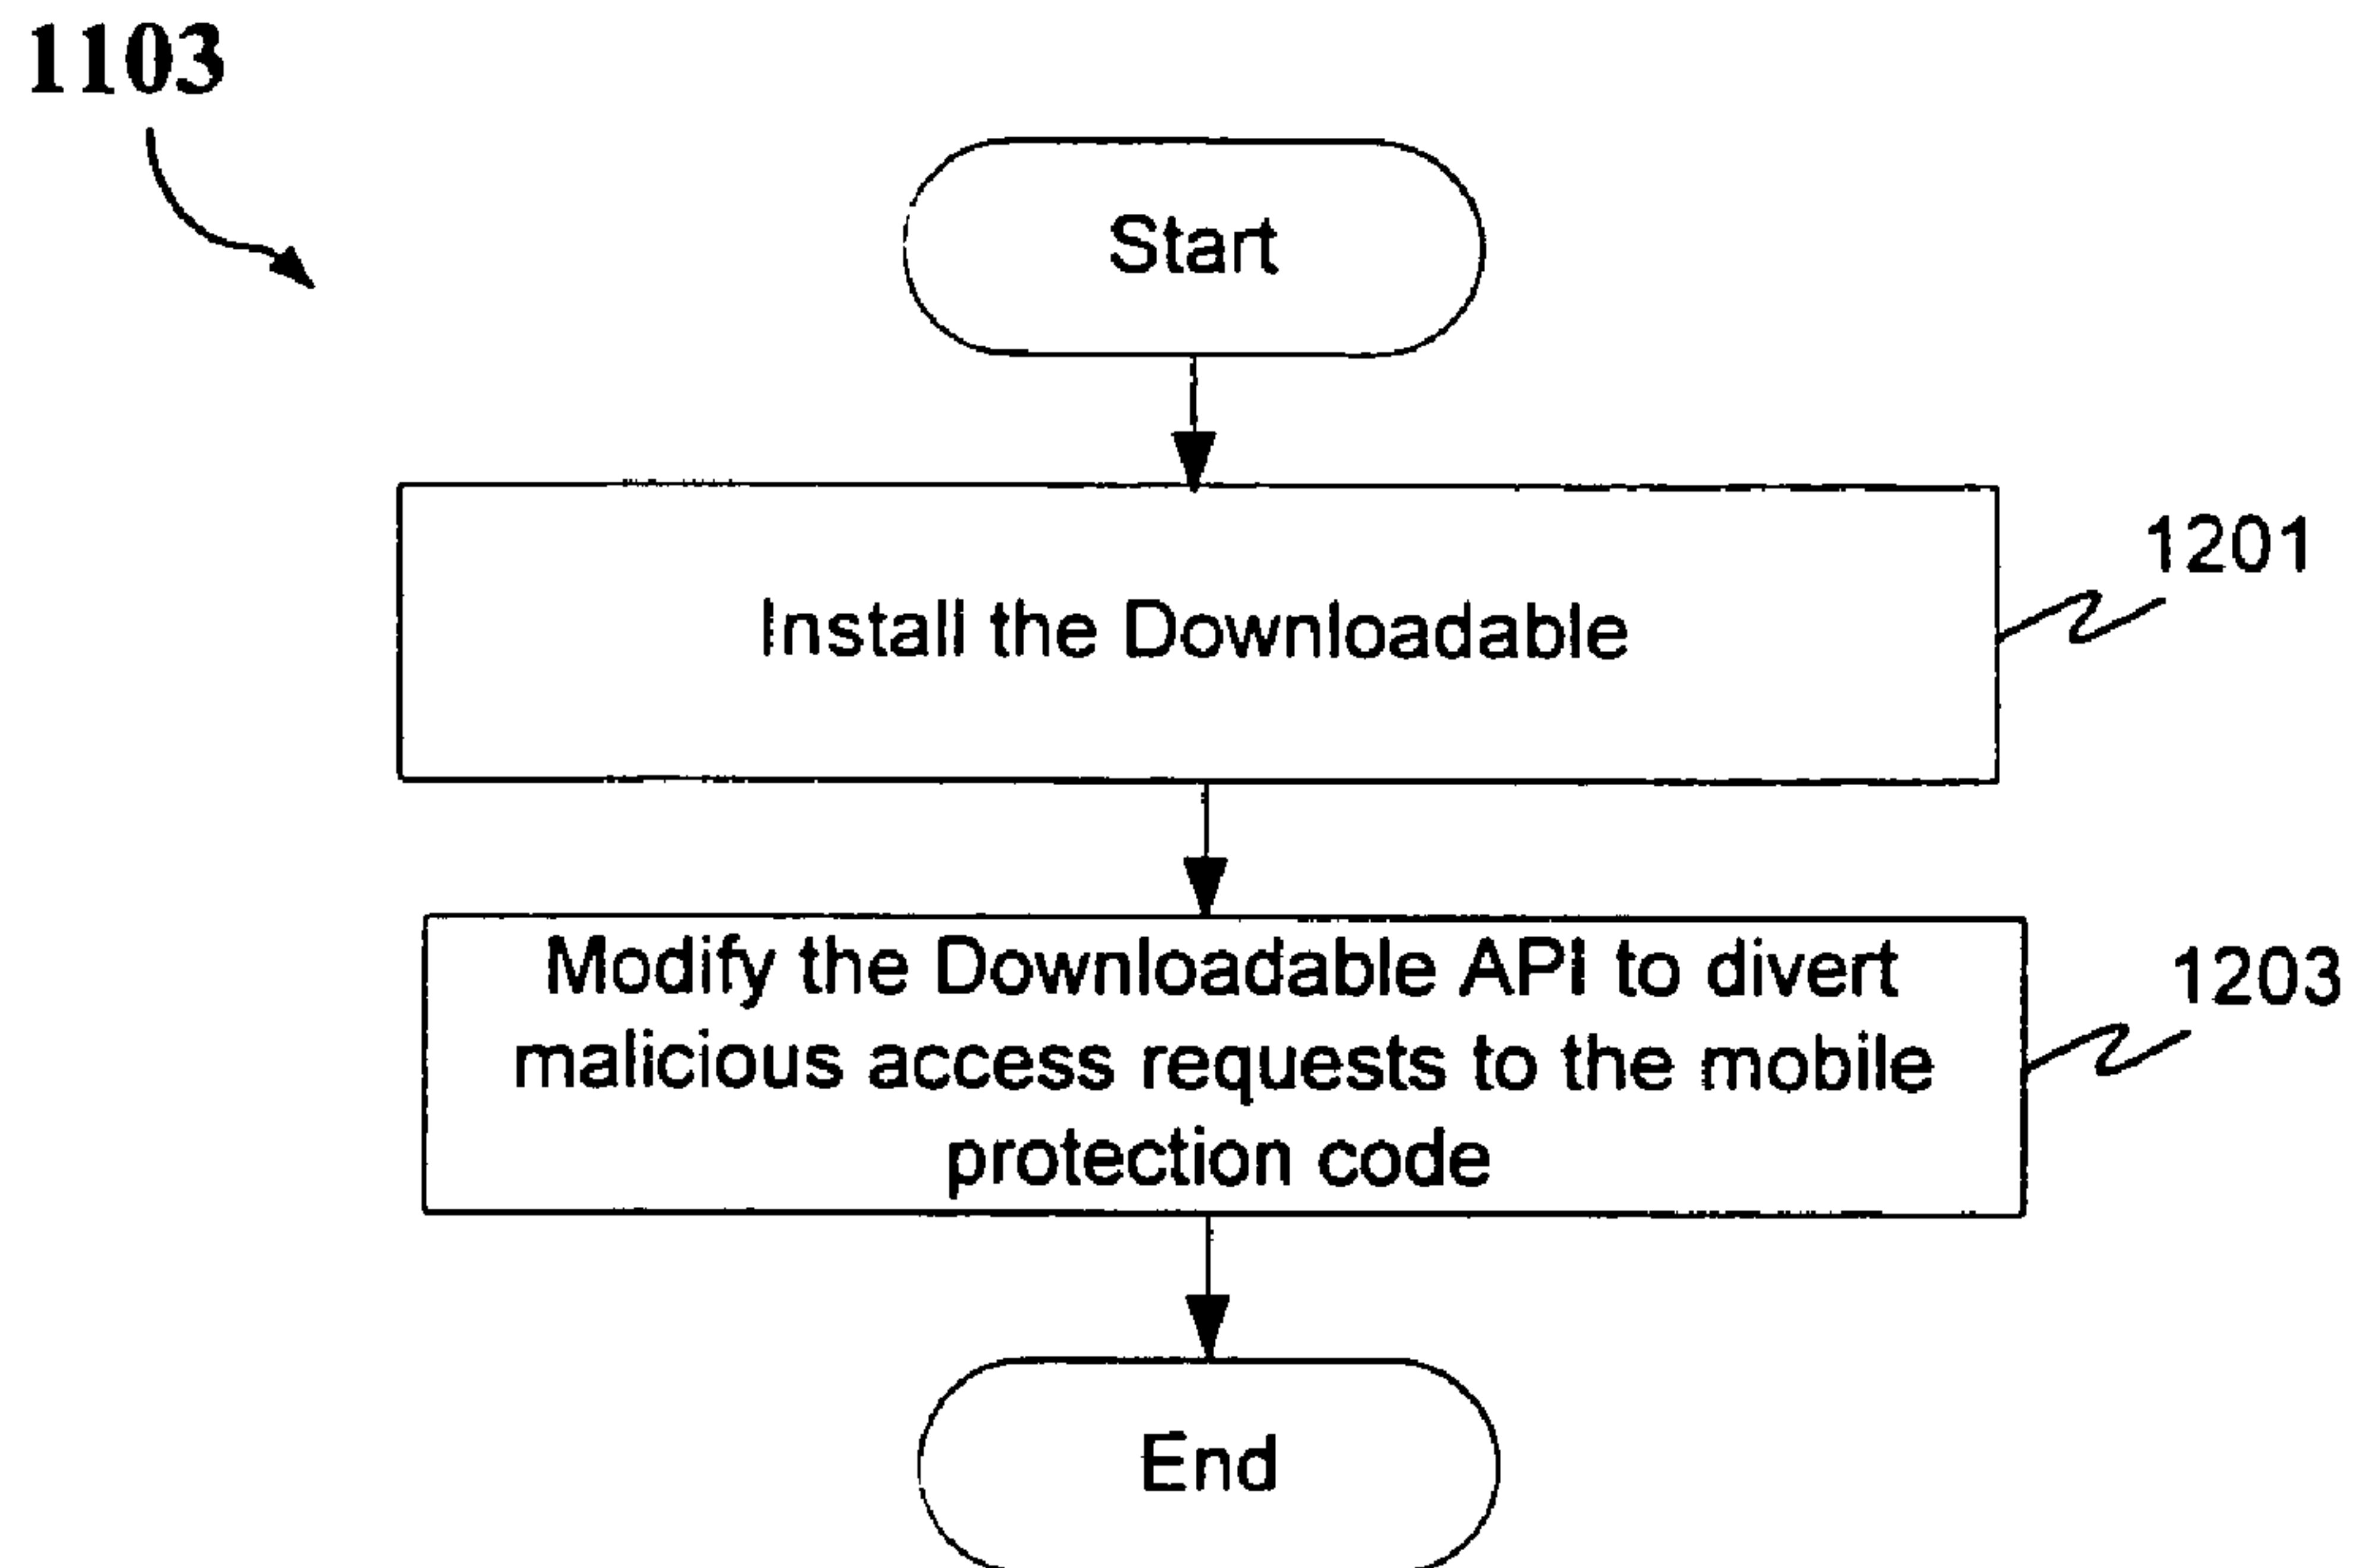 1103
Start
1201
Install the Downloadable
Modify the Downloadable API to divert
1203
malicious access requests to the mobile
protection code
End